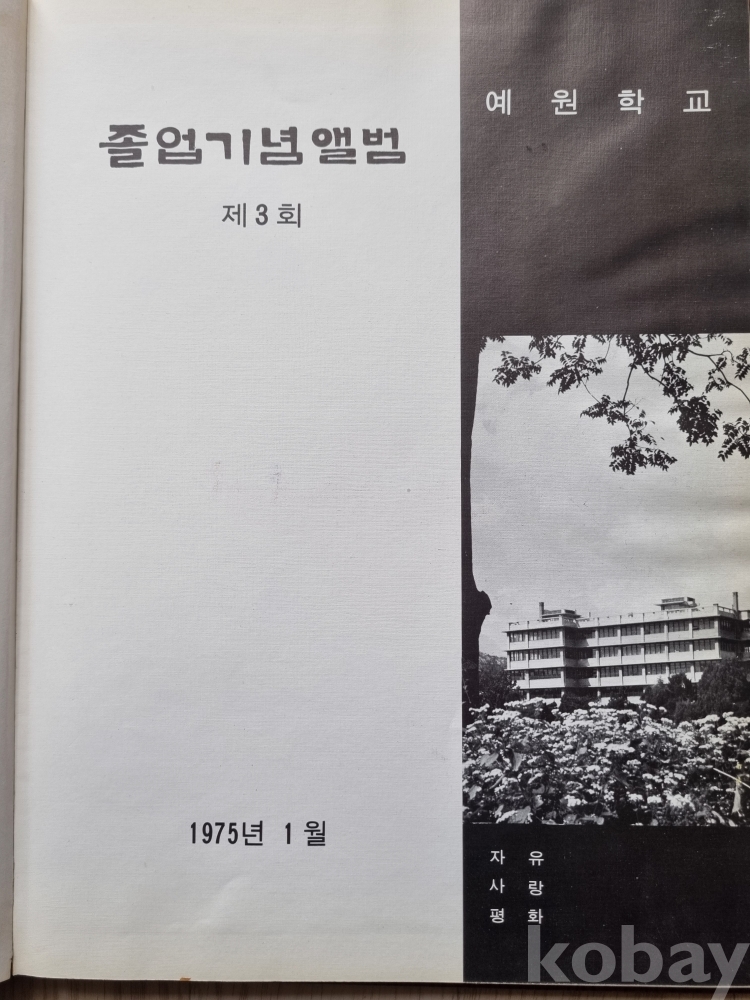 졸업기념앨범
제3회
1975년 1월
예원학교
자유
사랑
평화
kobay